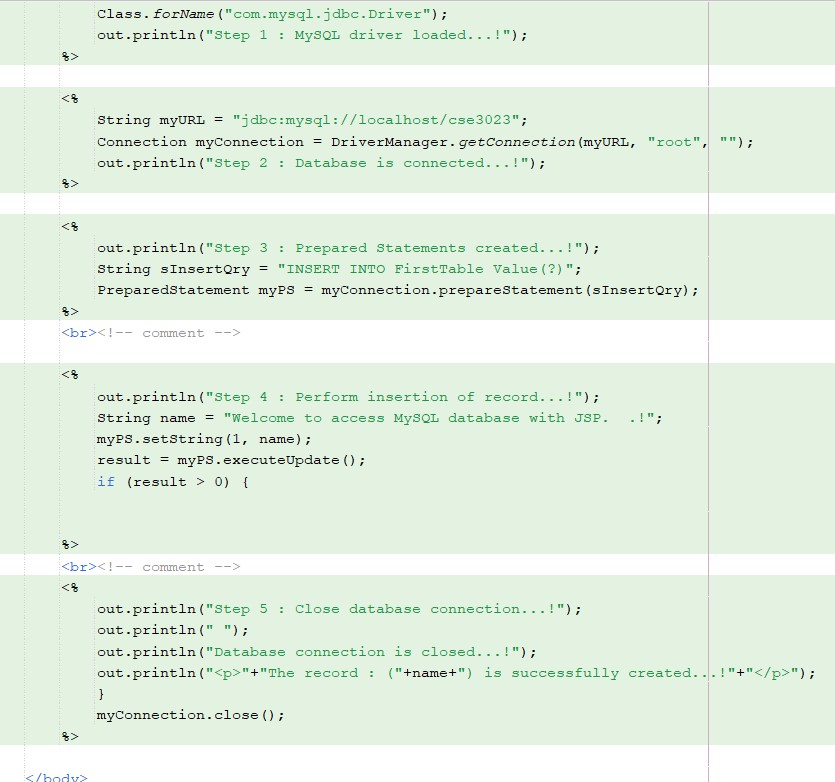 Class.forName("com.mysql.jdbc.Driver");
out.println("Step 1 : MySQL driver loaded...!");
%>
<%
String myURL = "jdbc:mysql://localhost/cse3023";
Connection myConnection = DriverManager.getConnection(myURL, "root", "");
out.println("Step 2 : Database is connected...!");
%>
<%
out.println("Step 3 : Prepared Statements created...!");
String sInsertQry = "INSERT INTO FirstTable Value(?)";
PreparedStatement myPS = myConnection.prepareStatement(sInsertQry);
%>
<br><!-- comment -->
<%
out.println("Step 4 : Perform insertion of record...!");
String name = "Welcome to access MySQL database with JSP.  .!";
myPS.setString(1, name);
result = myPS.executeUpdate();
if (result > 0) {
%>
<br><!-- comment -->
<%
out.println("Step 5 : Close database connection...!");
out.println(" ");
out.println("Database connection is closed...!");
out.println("<p>"+"The record : ("+name+") is successfully created...!"+"</p>");
}
myConnection.close();
%>
</body>